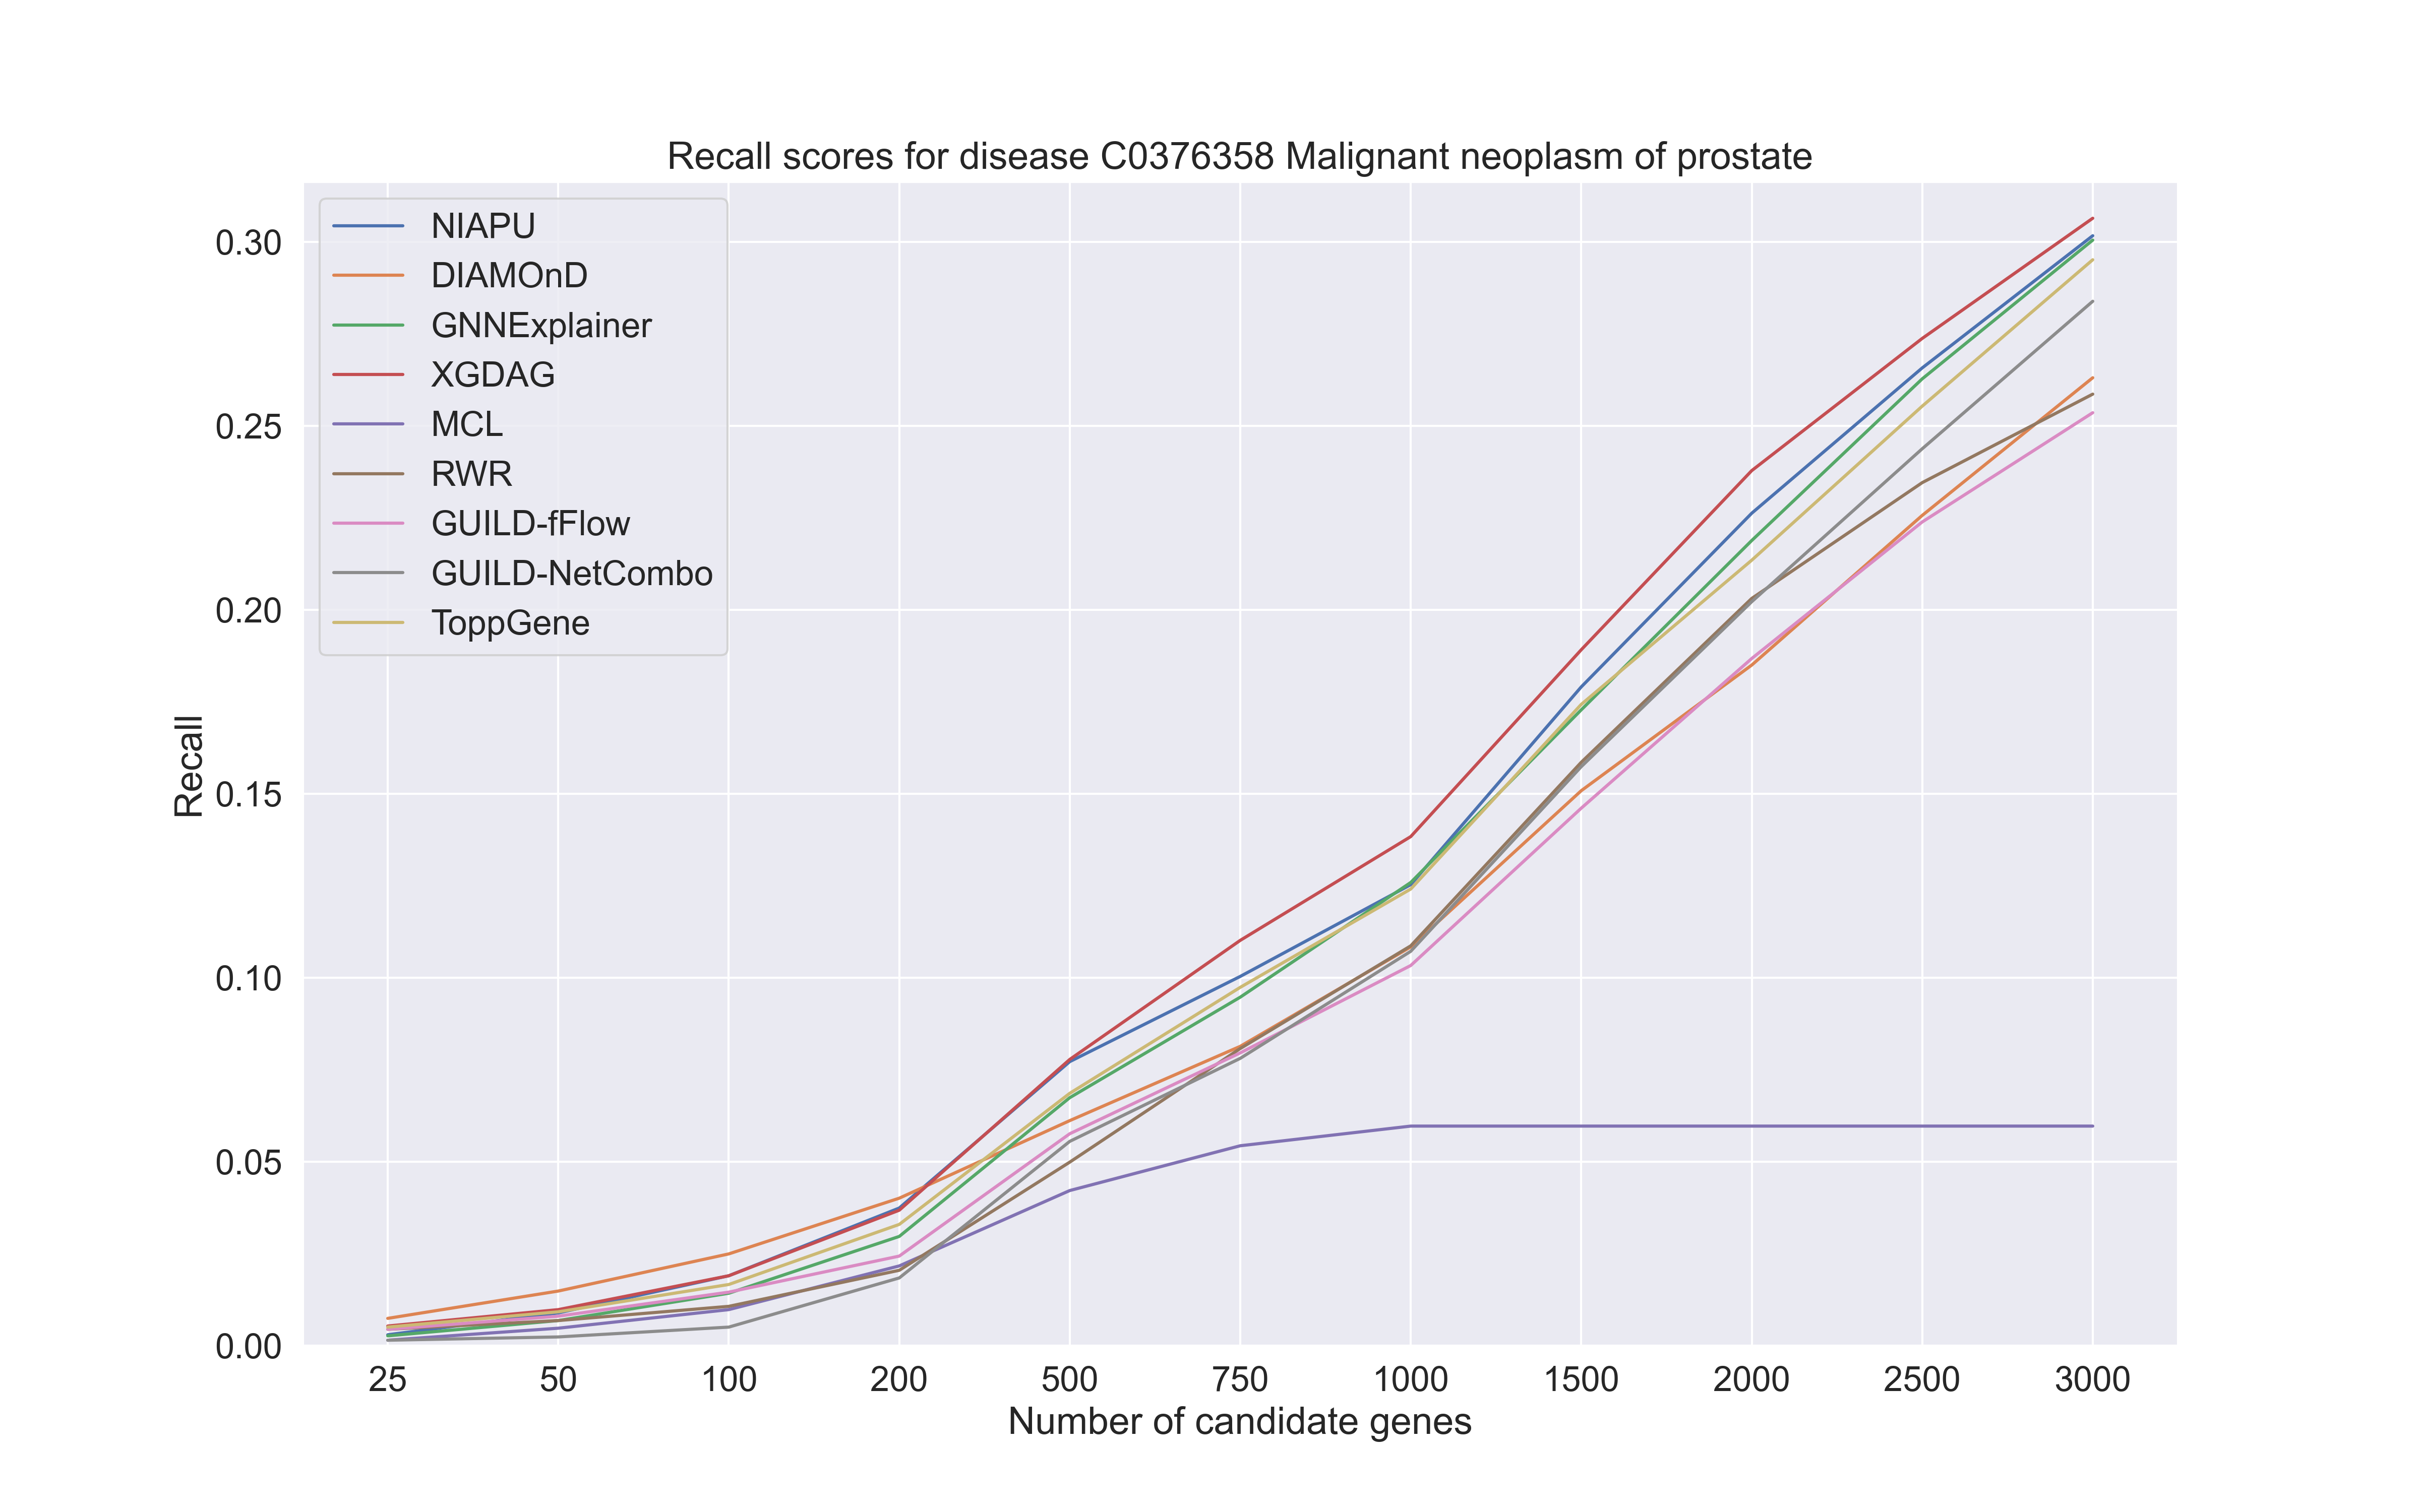 Recall scores for disease C0376358 Malignant neoplasm of prostate
NIAPU
DIAMOnD
GNNExplainer
XGDAG
MCL
RWR
GUILD-fFlow
GUILD-NetCombo
ToppGene
0.30
0.25
0.20
0.15
0.10
0.05
0.00
Recall
25 50 100 200 500 750 1000 1500 2000 2500 3000
Number of candidate genes